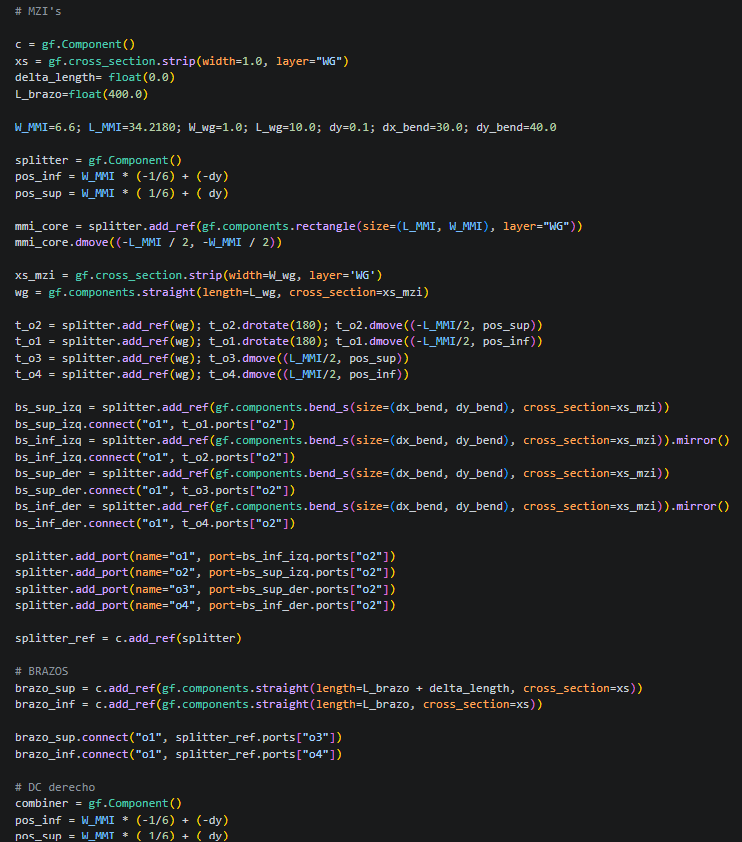 # MZI's
c = gf.Component()
xs = gf.cross_section.strip(width=1.0, layer="WG")
delta_length= float(0.0)
L_brazo=float(400.0)
W_MMI=6.6; L_MMI=34.2180; W_wg=1.0; L_wg=10.0; dy=0.1; dx_bend=30.0; dy_bend=40.0
splitter = gf.Component()
pos_inf = W_MMI * (-1/6) + (-dy)
pos_sup = W_MMI * ( 1/6) + ( dy)
mmi_core = splitter.add_ref(gf.components.rectangle(size=(L_MMI, W_MMI), layer="WG"))
mmi_core.dmove((-L_MMI / 2, -W_MMI / 2))
xs_mzi = gf.cross_section.strip(width=W_wg, layer='WG')
wg = gf.components.straight(length=L_wg, cross_section=xs_mzi)
t_o2 = splitter.add_ref(wg); t_o2.drotate(180); t_o2.dmove((-L_MMI/2, pos_sup))
t_o1 = splitter.add_ref(wg); t_o1.drotate(180); t_o1.dmove((-L_MMI/2, pos_inf))
t_o3 = splitter.add_ref(wg); t_o3.dmove((L_MMI/2, pos_sup))
t_o4 = splitter.add_ref(wg); t_o4.dmove((L_MMI/2, pos_inf))
bs_sup_izq = splitter.add_ref(gf.components.bend_s(size=(dx_bend, dy_bend), cross_section=xs_mzi))
bs_sup_izq.connect("o1", t_o1.ports["o2"])
bs_inf_izq = splitter.add_ref(gf.components.bend_s(size=(dx_bend, dy_bend), cross_section=xs_mzi)).mirror()
bs_inf_izq.connect("o1", t_o2.ports["o2"])
bs_sup_der = splitter.add_ref(gf.components.bend_s(size=(dx_bend, dy_bend), cross_section=xs_mzi))
bs_sup_der.connect("o1", t_o3.ports["o2"])
bs_inf_der = splitter.add_ref(gf.components.bend_s(size=(dx_bend, dy_bend), cross_section=xs_mzi)).mirror()
bs_inf_der.connect("o1", t_o4.ports["o2"])
splitter.add_port(name="o1", port=bs_inf_izq.ports["o2"])
splitter.add_port(name="o2", port=bs_sup_izq.ports["o2"])
splitter.add_port(name="o3", port=bs_sup_der.ports["o2"])
splitter.add_port(name="o4", port=bs_inf_der.ports["o2"])
splitter_ref = c.add_ref(splitter)
# BRAZOS
brazo_sup = c.add_ref(gf.components.straight(length=L_brazo + delta_length, cross_section=xs))
brazo_inf = c.add_ref(gf.components.straight(length=L_brazo, cross_section=xs))
brazo_sup.connect("o1", splitter_ref.ports["o3"])
brazo_inf.connect("o1", splitter_ref.ports["o4"])
# DC derecho
combiner = gf.Component()
pos_inf = W_MMI * (-1/6) + (-dy)
pos_sup = W_MMI * ( 1/6) + ( dy)